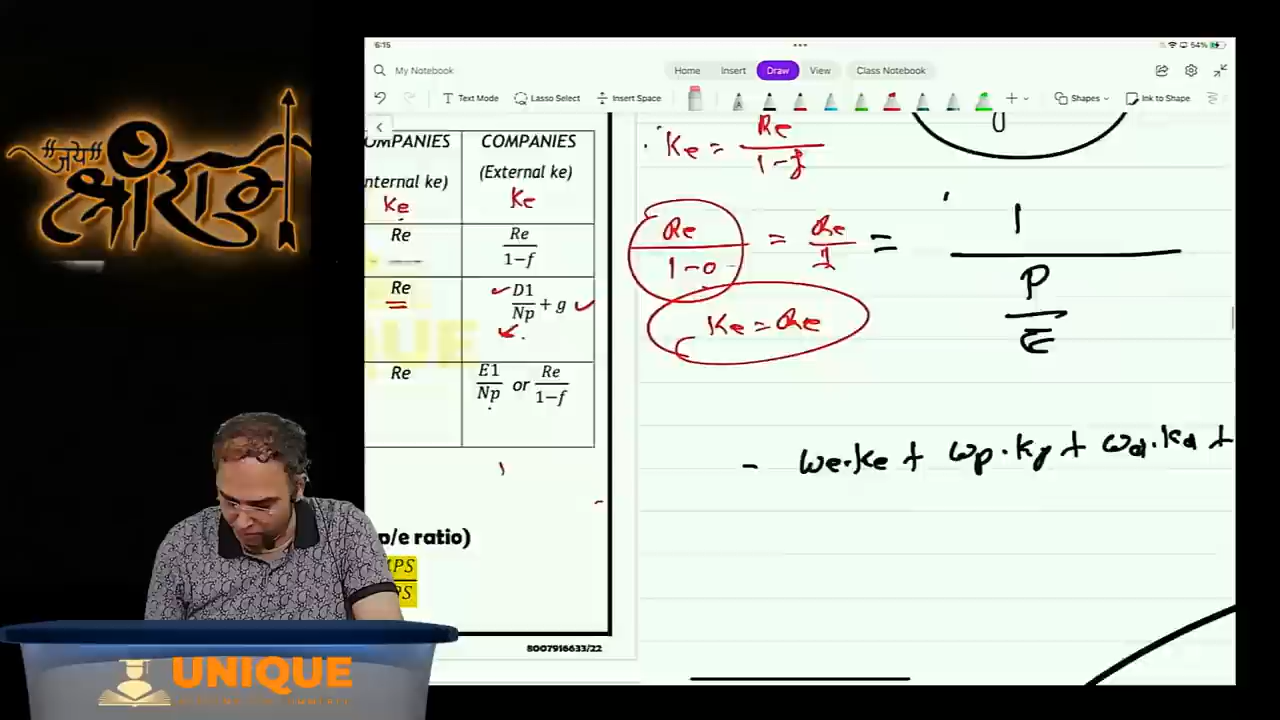 6:15
54%
My Notebook
Home Insert Draw View Class Notebook
Text Mode Lasso Select Insert Space Shapes Ink to Shape
"जय"
श्रीराम
OMPANIES COMPANIES
nternal ke) (External ke)
Ke Ke
Re Re/1−f
Re D1/Np + g
Re E1/Np or Re/1−f
p/e ratio)
PS
PS
8007916633/22
Ke = Re/1-f
Re/1-0 = Re/1 = 1/P/E
Ke = Re
- we.ke + wp.kp + wd.kd +
UNIQUE